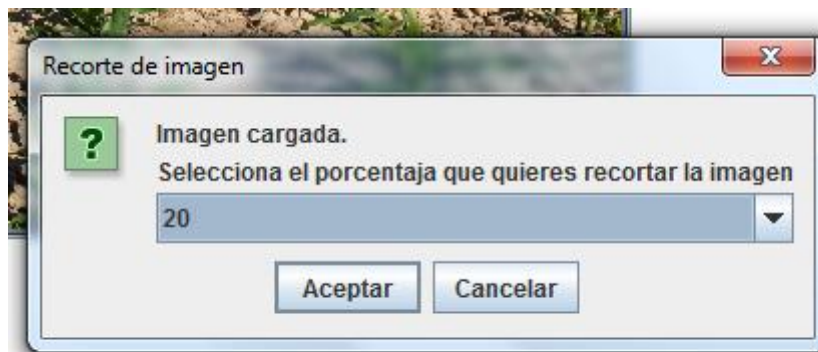 Recorte de imagen
Imagen cargada.
Selecciona el porcentaja que quieres recortar la imagen
20
Aceptar
Cancelar